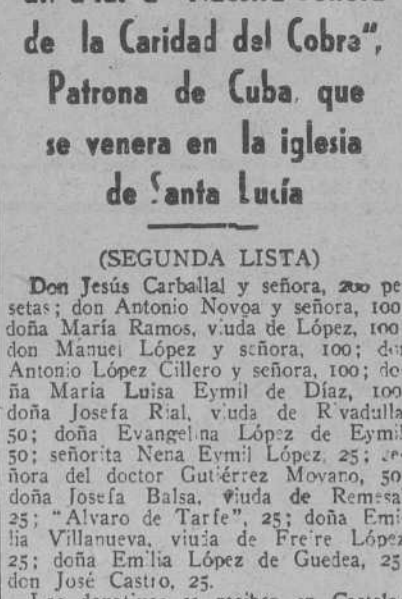 de la Caridad del Cobra",
Patrona de Cuba, que
se venera en la iglesia
de Santa Lucía
(SEGUNDA LISTA)
Don Jesús Carballal y señora, 200 pe
setas; don Antonio Novoa y señora, 100
doña María Ramos, viuda de López, 100
don Manuel López y señora, 100; don
Antonio López Cillero y señora, 100; do
ña María Luisa Eymil de Díaz, 100
doña Josefa Rial, viuda de Rivadulla
50; doña Evangelina López de Eymil
50; señorita Nena Eymil López, 25; se
ñora del doctor Gutiérrez Moyano, 50
doña Josefa Balsa, viuda de Remesa
25; "Alvaro de Tarfe", 25; doña Emi
lia Villanueva, viuda de Freire López
25; doña Emilia López de Guedea, 25
don José Castro, 25.